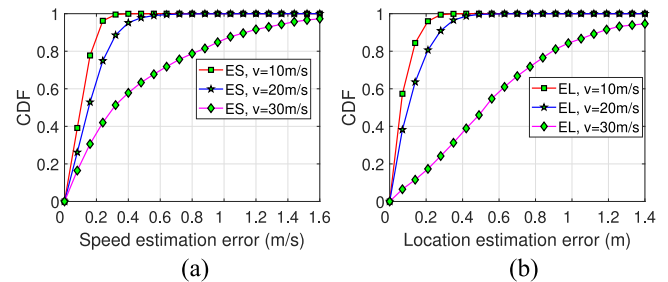 1
0.8
0.6
0.4
0.2
0
CDF
ES, v=10m/s
ES, v=20m/s
ES, v=30m/s
0 0.2 0.4 0.6 0.8 1 1.2 1.4 1.6
Speed estimation error (m/s)
(a)
1
0.8
0.6
0.4
0.2
0
CDF
EL, v=10m/s
EL, v=20m/s
EL, v=30m/s
0 0.2 0.4 0.6 0.8 1 1.2 1.4
Location estimation error (m)
(b)